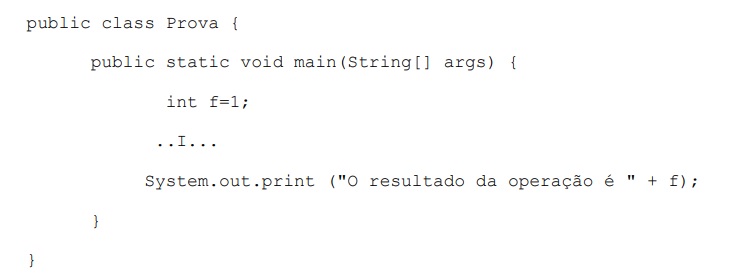 public class Prova {
public static void main(String[] args) {
int f=1;
..I...
System.out.print ("O resultado da operação é " + f);
}
}